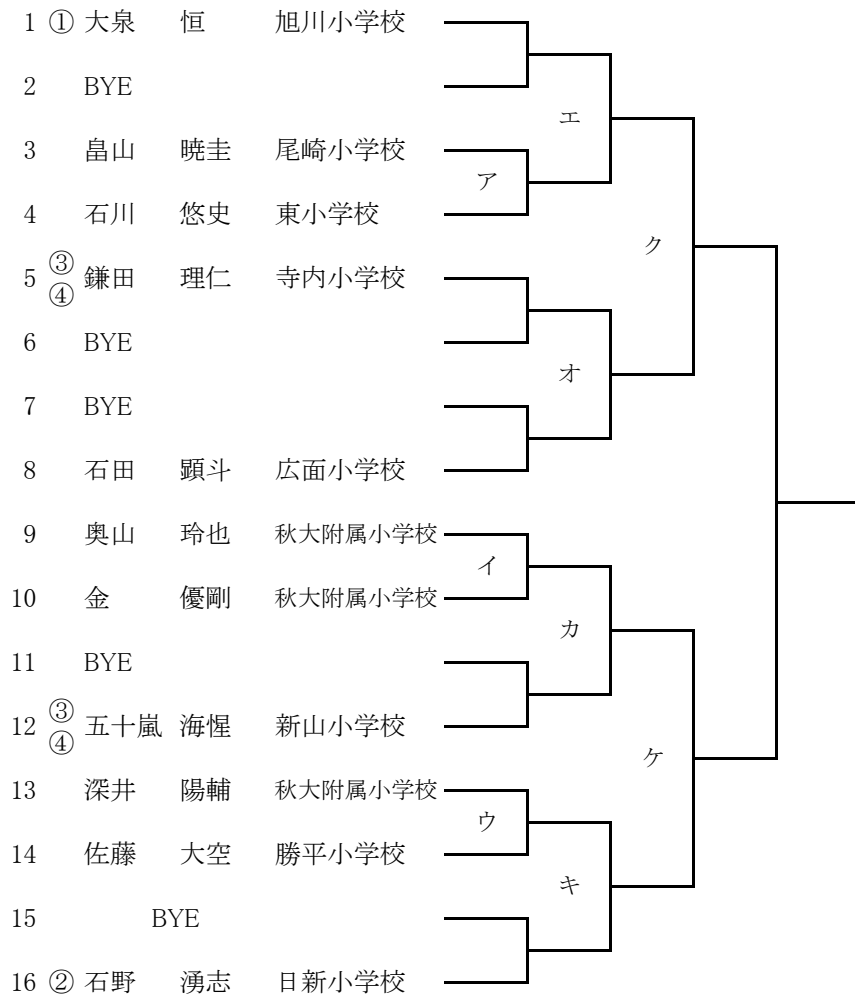 1 ① 大泉 恒 旭川小学校
2 BYE
エ
3 畠山 暁圭 尾崎小学校
ア
4 石川 悠史 東小学校
ク
5 ③④ 鎌田 理仁 寺内小学校
6 BYE
オ
7 BYE
8 石田 顕斗 広面小学校
9 奥山 玲也 秋大附属小学校
イ
10 金 優剛 秋大附属小学校
カ
11 BYE
12 ③④ 五十嵐 海惺 新山小学校
ケ
13 深井 陽輔 秋大附属小学校
ウ
14 佐藤 大空 勝平小学校
キ
15 BYE
16 ② 石野 湧志 日新小学校